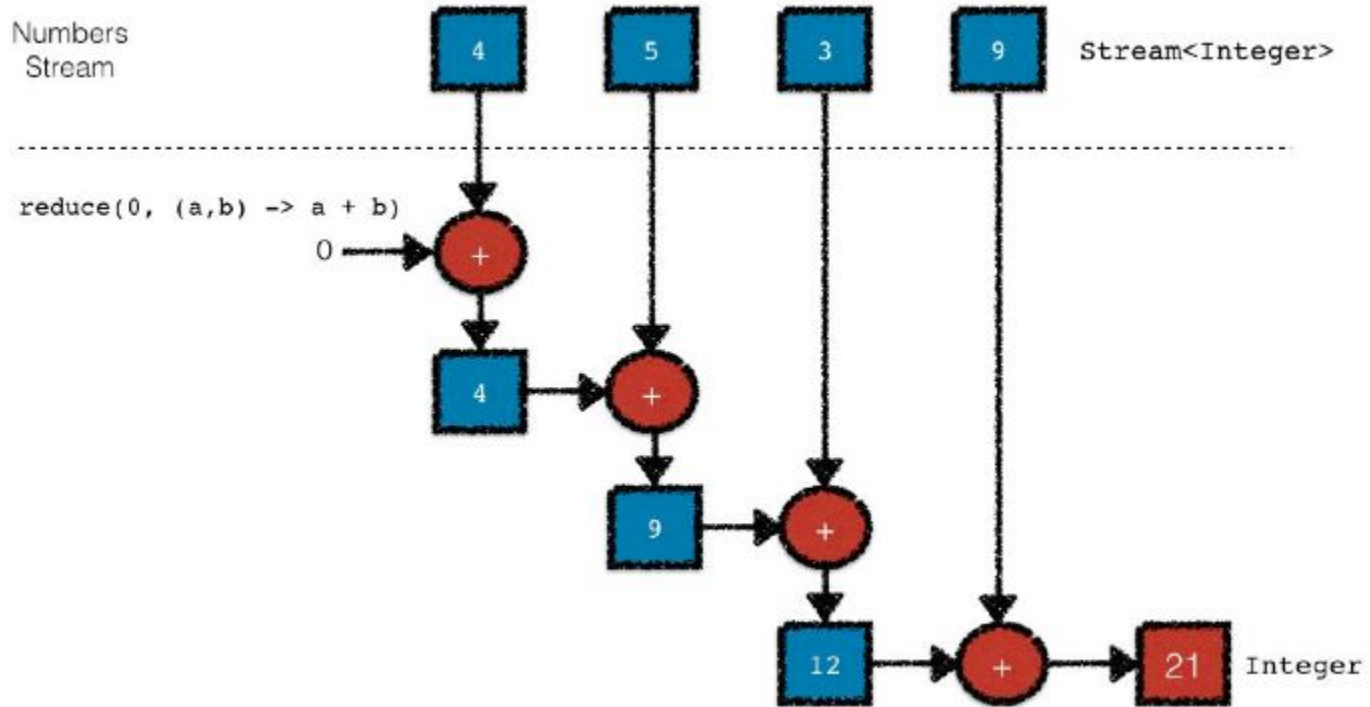 Numbers
Stream
4
5
3
9
Stream<Integer>
reduce(0, (a,b) -> a + b)
0
+
4
+
9
+
12
+
21
Integer